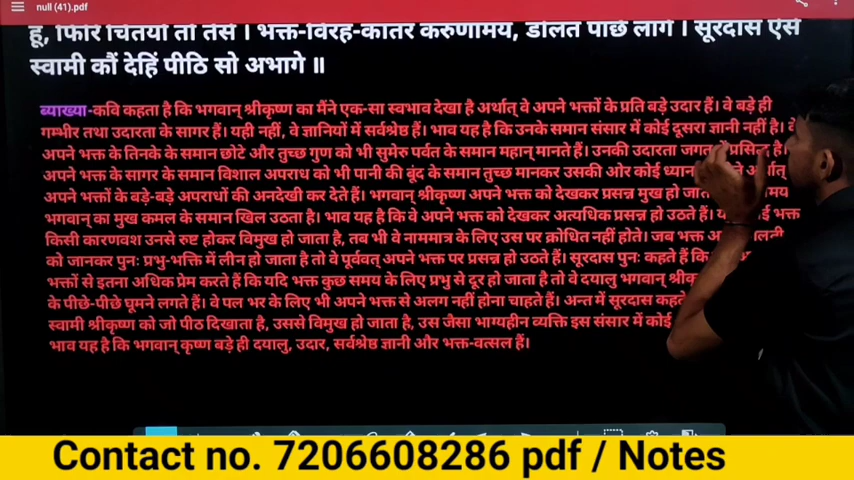 null (41).pdf
हू, फिरि चितयौ तो तैसैं । भक्त-विरह-कातर करुणामय, डोलत पाछैं लागै । सूरदास ऐसे
स्वामी कौं देहिं पीठि सो अभागे ॥
ब्याख्या-कवि कहता है कि भगवान् श्रीकृष्ण का मैंने एक-सा स्वभाव देखा है अर्थात् वे अपने भक्तों के प्रति बड़े उदार हैं। वे बड़े ही
गम्भीर तथा उदारता के सागर हैं। यही नहीं, वे ज्ञानियों में सर्वश्रेष्ठ हैं। भाव यह है कि उनके समान संसार में कोई दूसरा ज्ञानी नहीं है। वे
अपने भक्त के तिनके के समान छोटे और तुच्छ गुण को भी सुमेरु पर्वत के समान महान् मानते हैं। उनकी उदारता जगत् में प्रसिद्ध है।
अपने भक्त के सागर के समान विशाल अपराध को भी पानी की बूंद के समान तुच्छ मानकर उसकी ओर कोई ध्यान
अपने भक्तों के बड़े-बड़े अपराधों की अनदेखी कर देते हैं। भगवान् श्रीकृष्ण अपने भक्त को देखकर प्रसन्न मुख हो
भगवान् का मुख कमल के समान खिल उठता है। भाव यह है कि वे अपने भक्त को देखकर अत्यधिक प्रसन्न हो उठते हैं। भक्त
किसी कारणवश उनसे रुष्ट होकर विमुख हो जाता है, तब भी वे नाममात्र के लिए उस पर क्रोधित नहीं होते। जब भक्त
को जानकर पुनः प्रभु-भक्ति में लीन हो जाता है तो वे पूर्ववत् अपने भक्त पर प्रसन्न हो उठते हैं। सूरदास पुनः कहते हैं कि
भक्तों से इतना अधिक प्रेम करते हैं कि यदि भक्त कुछ समय के लिए प्रभु से दूर हो जाता है तो वे दयालु भगवान्
के पीछे-पीछे घूमने लगते हैं। वे पल भर के लिए भी अपने भक्त से अलग नहीं होना चाहते हैं। अन्त में सूरदास कहते
स्वामी श्रीकृष्ण को जो पीठ दिखाता है, उससे विमुख हो जाता है, उस जैसा भाग्यहीन व्यक्ति इस संसार में कोई
भाव यह है कि भगवान् कृष्ण बड़े ही दयालु, उदार, सर्वश्रेष्ठ ज्ञानी और भक्त-वत्सल हैं।
Contact no. 7206608286 pdf / Notes